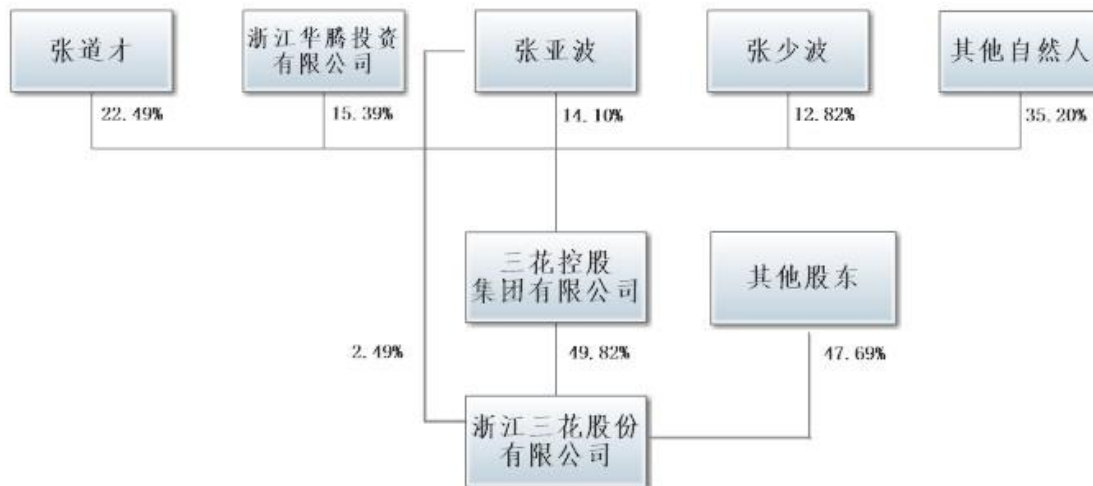 张道才
浙江华腾投资
有限公司
张亚波
张少波
其他自然人
22.49%
15.39%
14.10%
12.82%
35.20%
三花控股
集团有限公司
其他股东
2.49%
49.82%
47.69%
浙江三花股份
有限公司